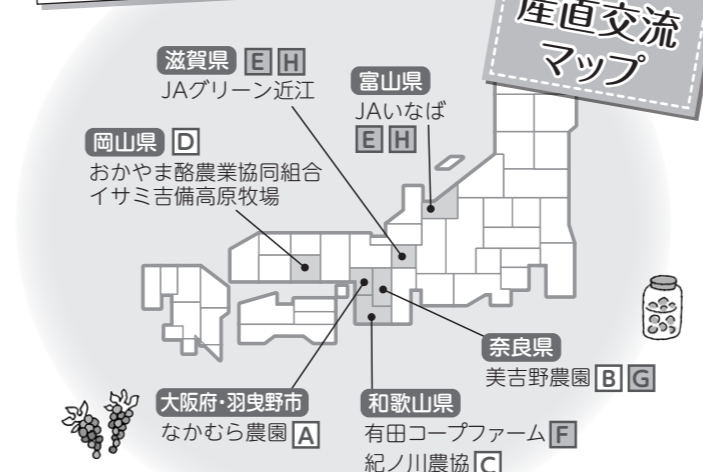 産直交流
マップ
滋賀県 E H
JAグリーン近江
富山県
JAいなば
E H
岡山県 D
おかやま酪農業協同組合
イサミ吉備高原牧場
奈良県
美吉野農園 B G
大阪府・羽曳野市
なかむら農園 A
和歌山県
有田コープファーム F
紀ノ川農協 C